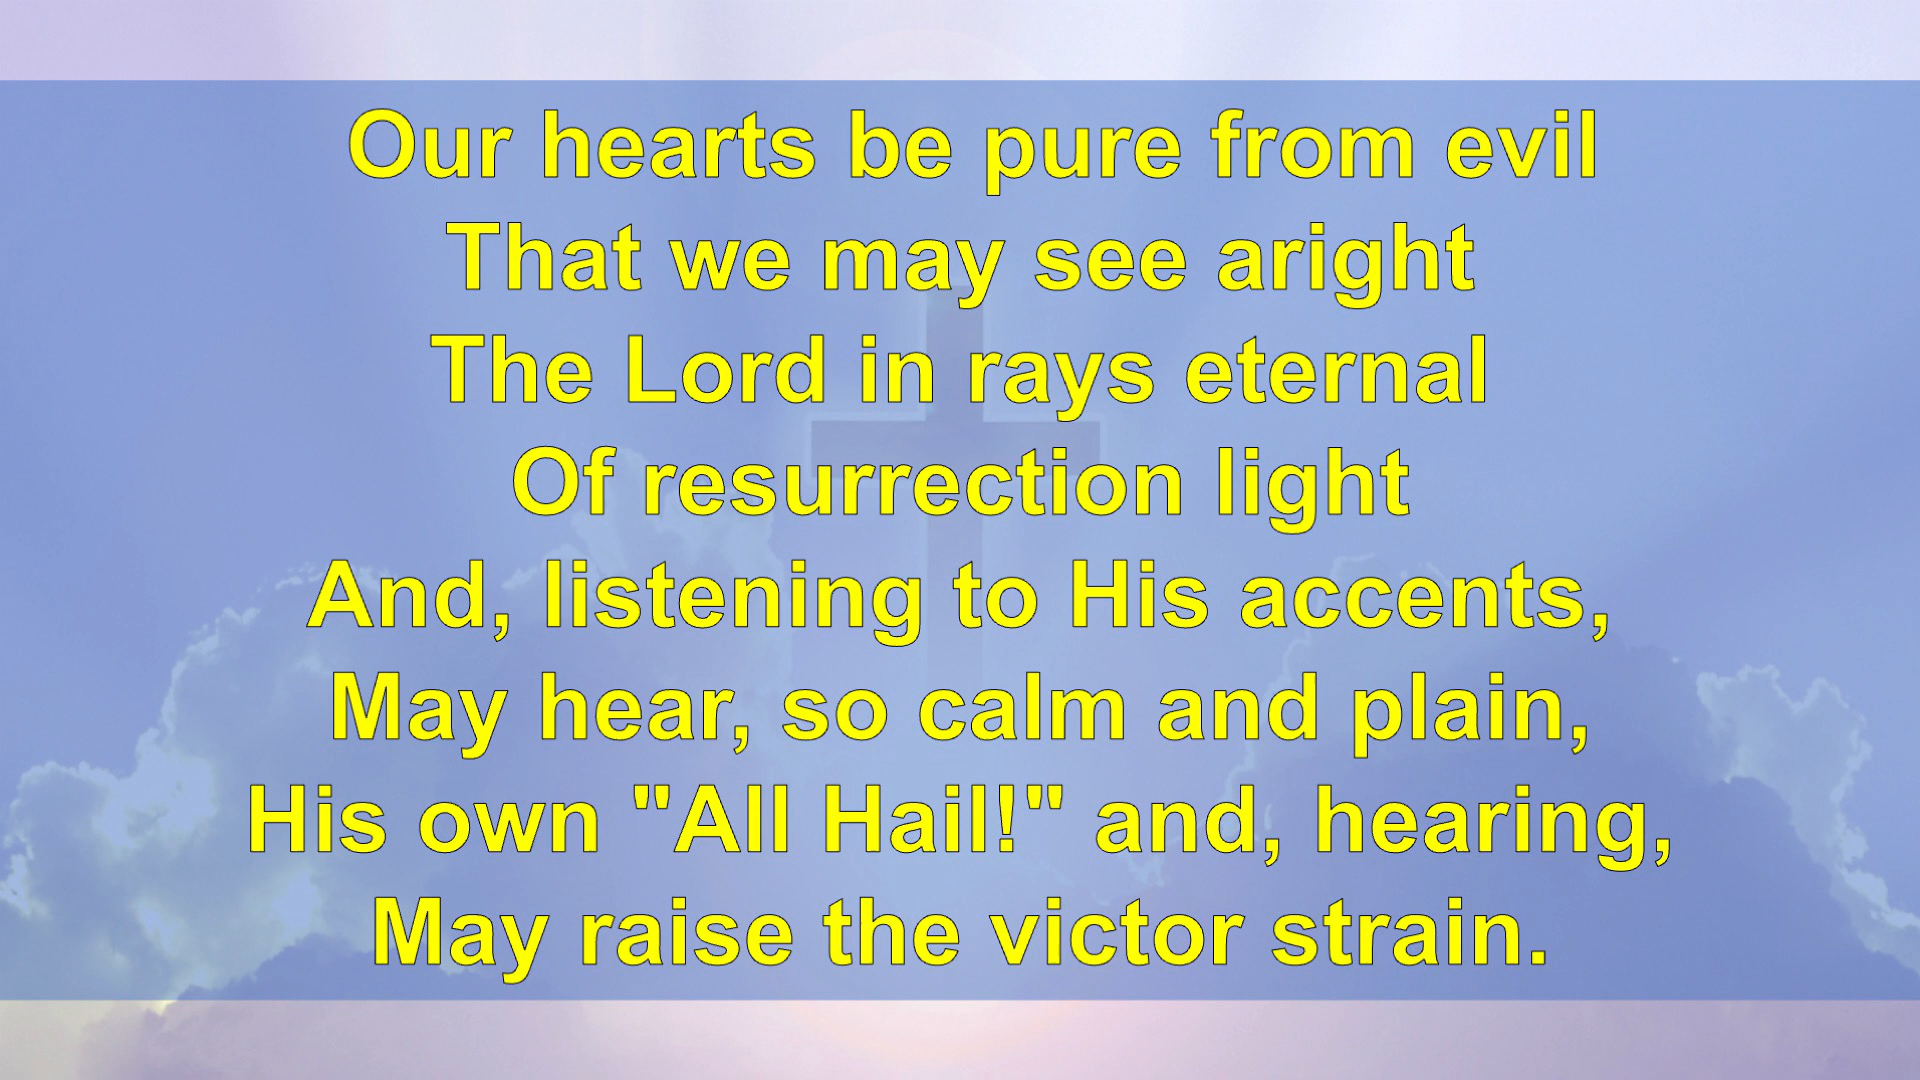 Our hearts be pure from evil
That we may see aright
The Lord in rays eternal
Of resurrection light
And, listening to His accents,
May hear, so calm and plain,
His own "All Hail!" and, hearing,
May raise the victor strain.